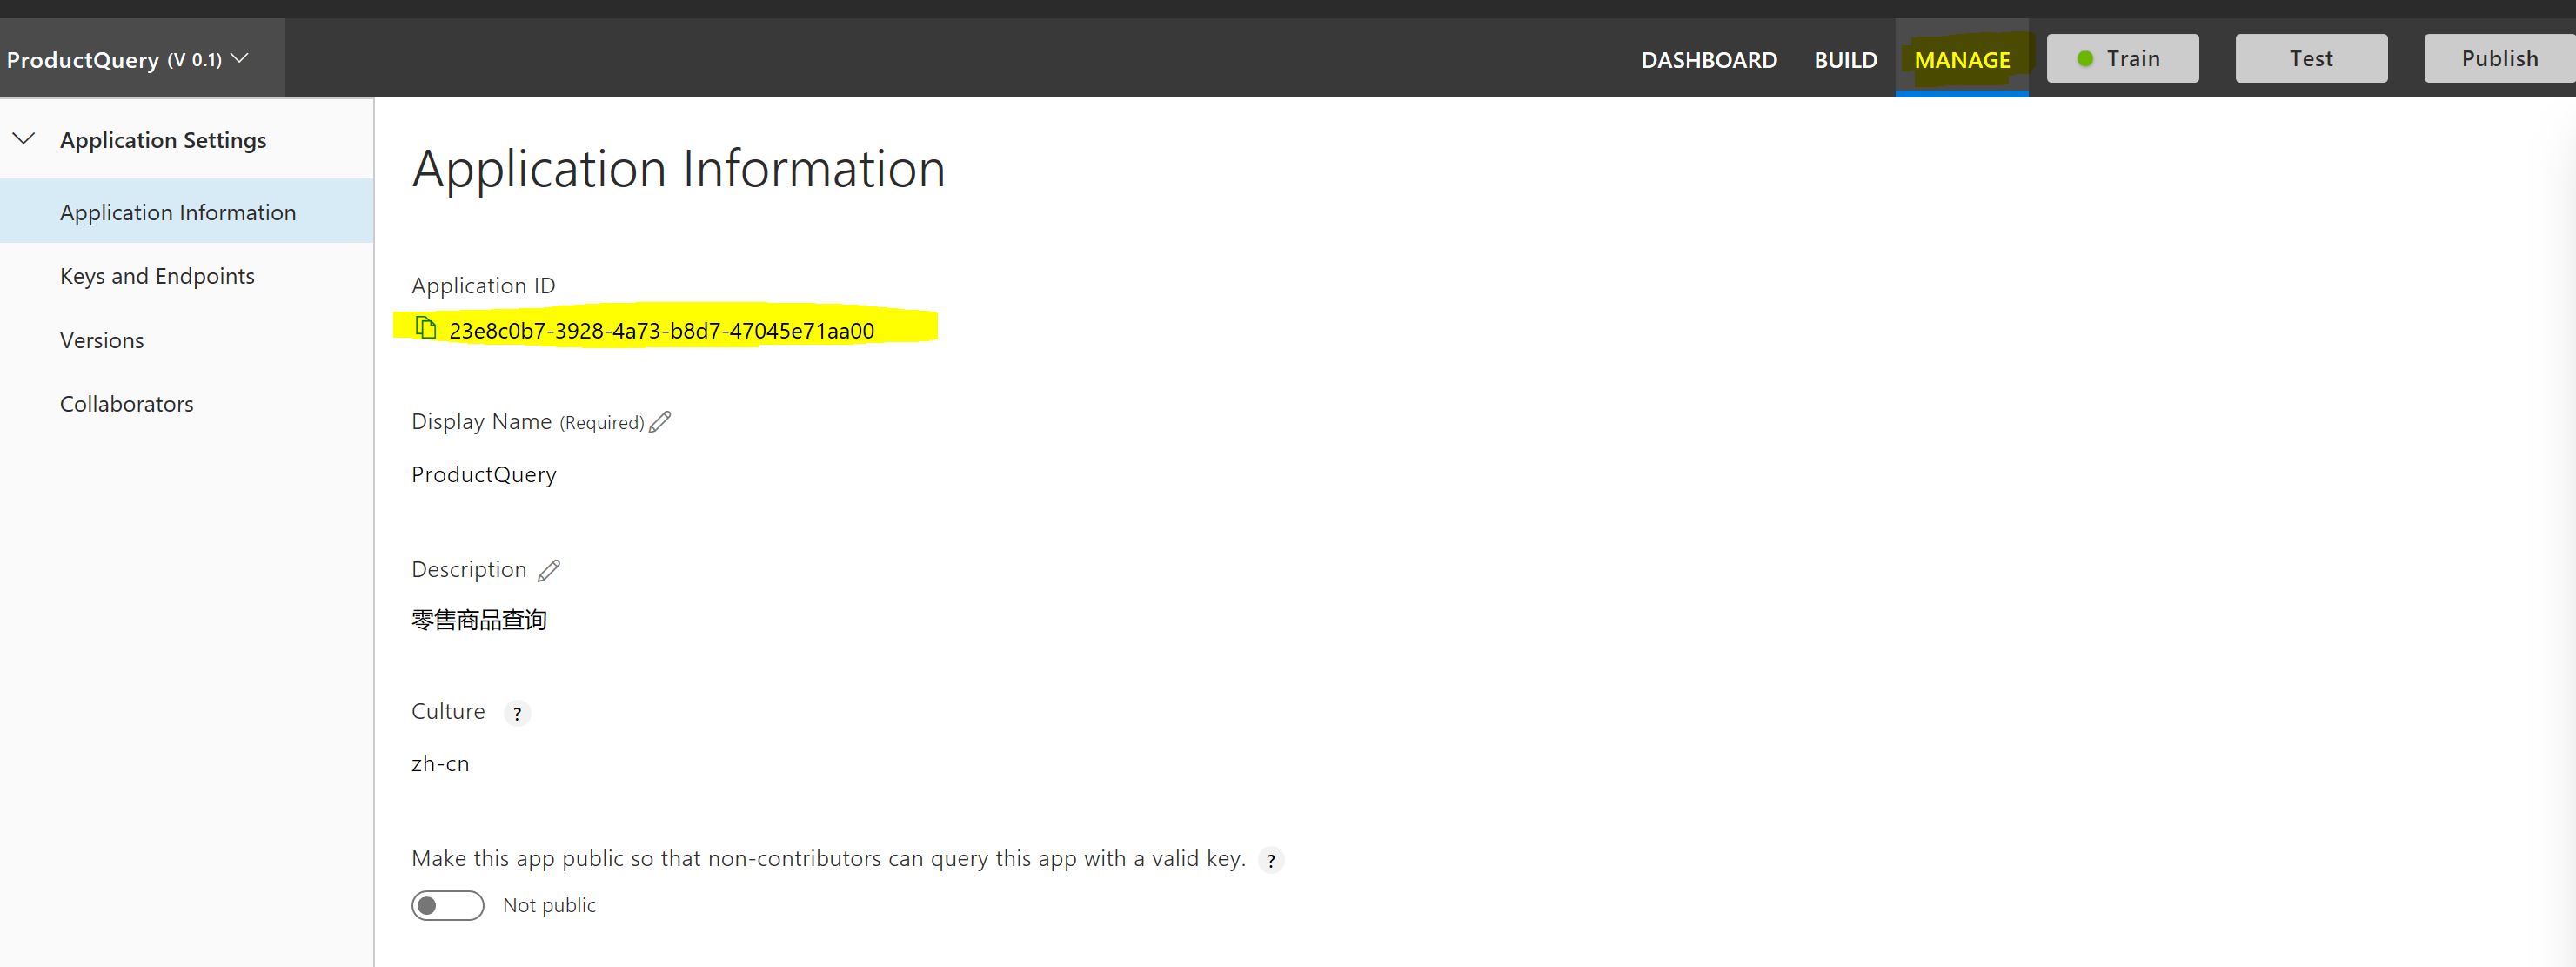 ProductQuery (V 0.1)
DASHBOARD
BUILD
MANAGE
Train
Test
Publish
Application Settings
Application Information
Keys and Endpoints
Versions
Collaborators
Application Information
Application ID
23e8c0b7-3928-4a73-b8d7-47045e71aa00
Display Name (Required)
ProductQuery
Description
零售商品查询
Culture ?
zh-cn
Make this app public so that non-contributors can query this app with a valid key. ?
Not public